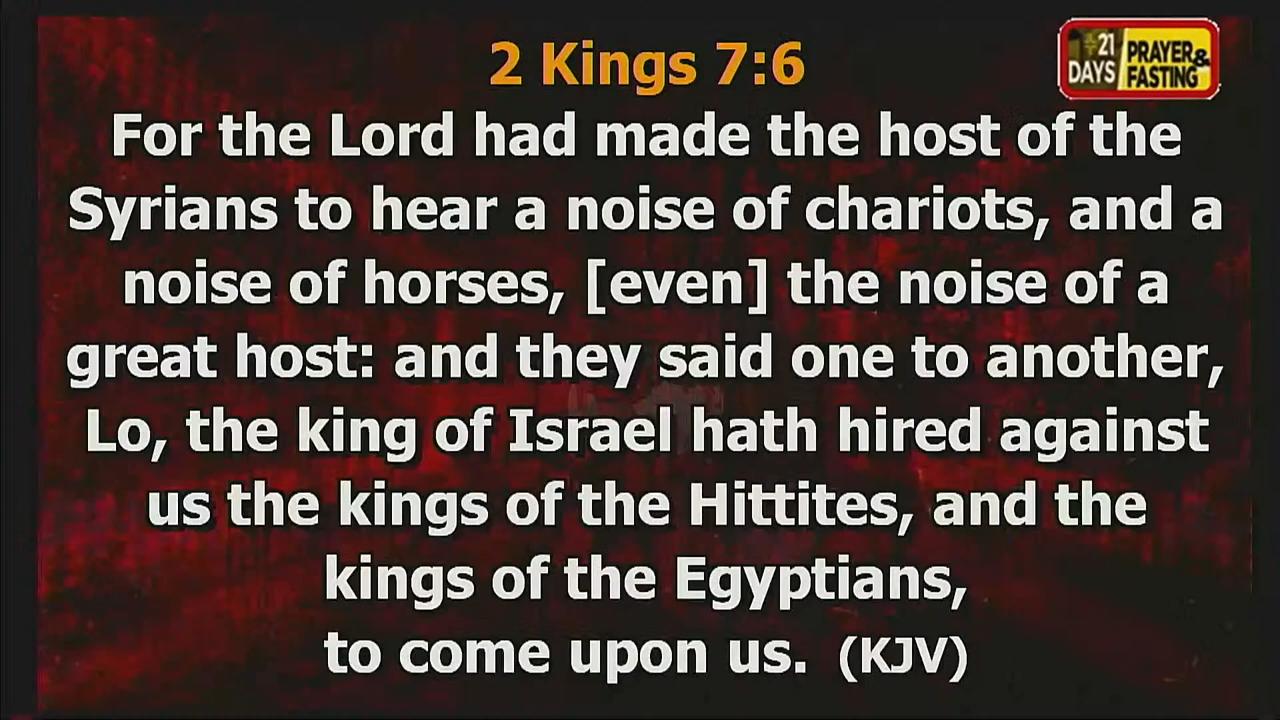 2 Kings 7:6
+21
DAYS
PRAYER&
FASTING
For the Lord had made the host of the
Syrians to hear a noise of chariots, and a
noise of horses, [even] the noise of a
great host: and they said one to another,
Lo, the king of Israel hath hired against
us the kings of the Hittites, and the
kings of the Egyptians,
to come upon us. (KJV)